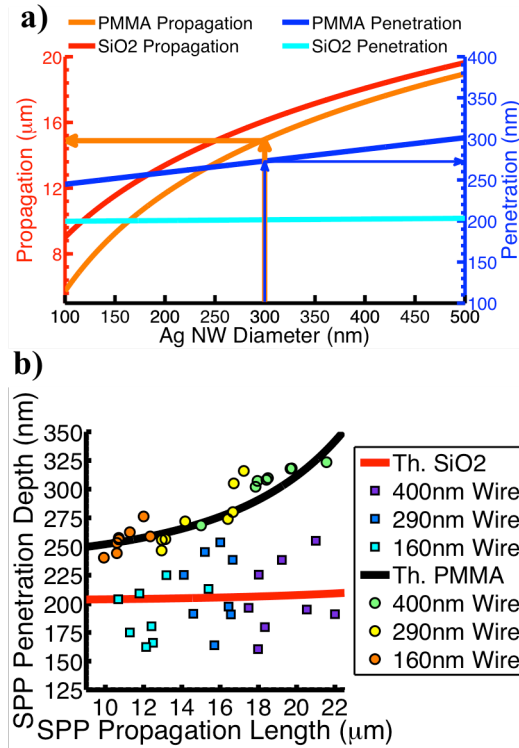 a)
PMMA Propagation PMMA Penetration
SiO2 Propagation SiO2 Penetration
20
16
12
8
Propagation (μm)
400
350
300
250
200
150
100
Penetration (nm)
100 150 200 250 300 350 400 450 500
Ag NW Diameter (nm)
b)
350
325
300
275
250
225
200
175
150
125
SPP Penetration Depth (nm)
10 12 14 16 18 20 22
SPP Propagation Length (μm)
Th. SiO2
400nm Wire
290nm Wire
160nm Wire
Th. PMMA
400nm Wire
290nm Wire
160nm Wire